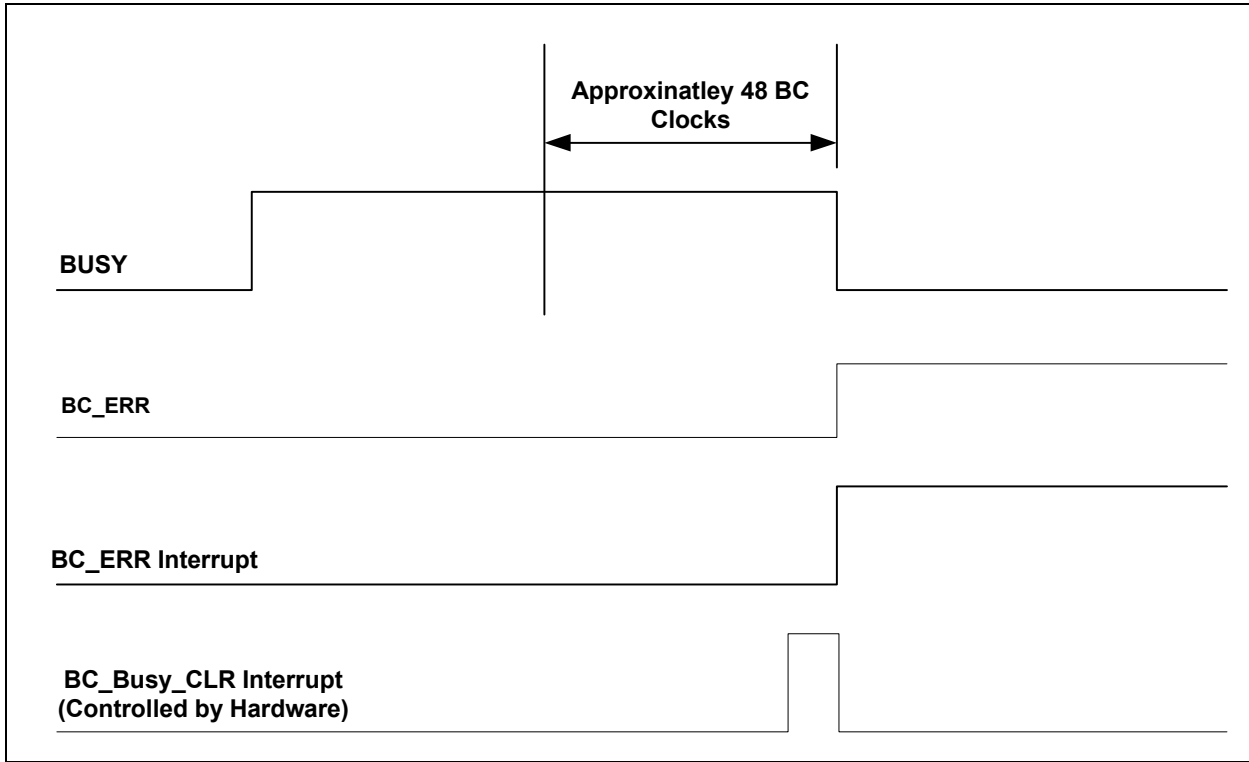 Approxinatley 48 BC
Clocks
BUSY
BC_ERR
BC_ERR Interrupt
BC_Busy_CLR Interrupt
(Controlled by Hardware)